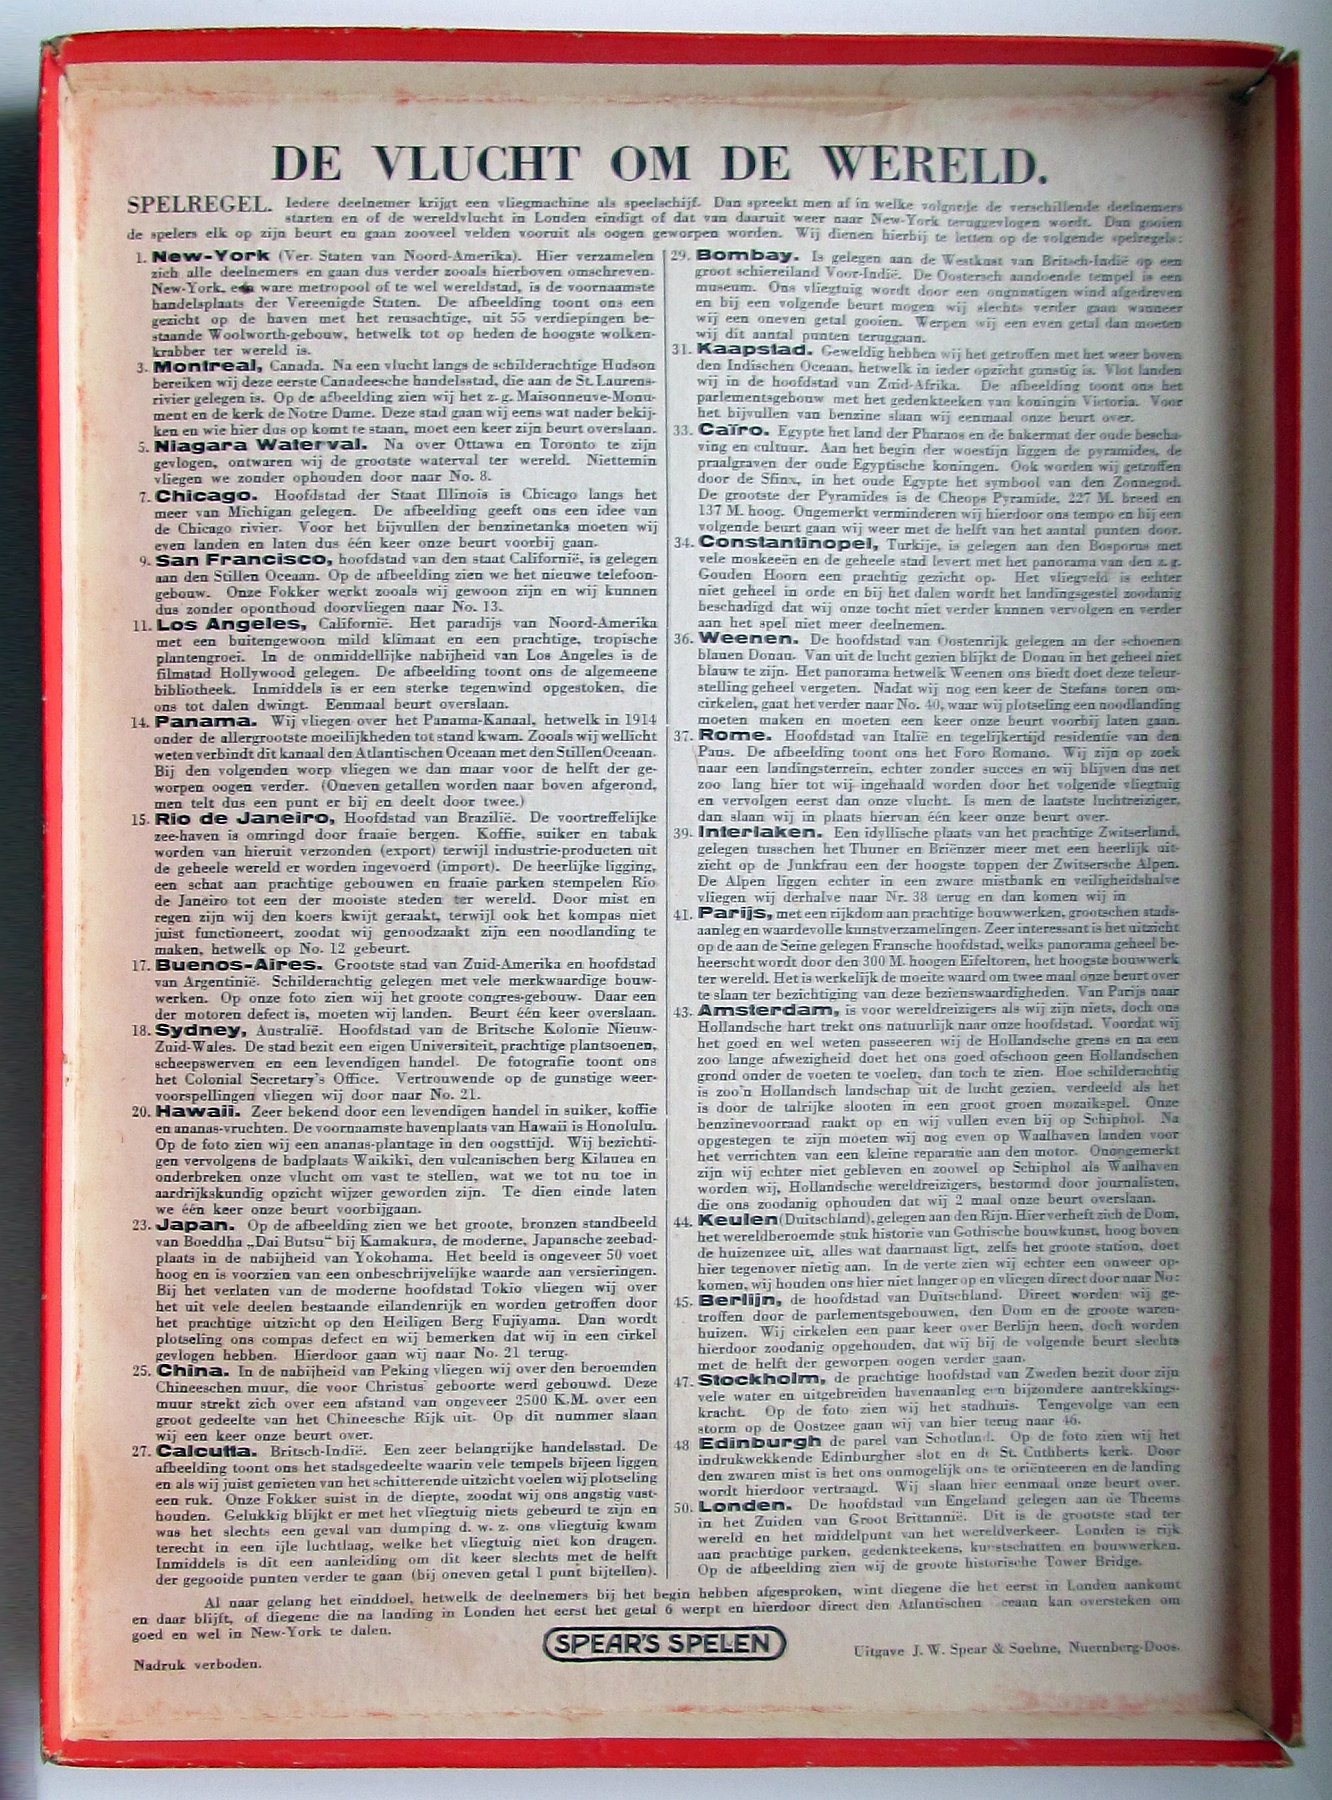 DE VLUCHT OM DE WERELD.
SPELREGEL. Iedere deelnemer krijgt een vliegmachine als speelschijf. Dan spreekt men af in welke volgorde de verschillende deelnemers
starten en of de wereldvlucht in Londen eindigt of dat van daaruit weer naar New-York teruggevlogen wordt. Dan gooien
de spelers elk op zijn beurt en gaan zooveel velden vooruit als oogen geworpen worden. Wij dienen hierbij te letten op de volgende spelregels:
1. New-York (Ver. Staten van Noord-Amerika). Hier verzamelen
zich alle deelnemers en gaan dus verder zooals hierboven omschreven.
New-York, een ware metropool of te wel wereldstad, is de voornaamste
handelsplaats der Vereenigde Staten. De afbeelding toont ons een
gezicht op de haven met het reusachtige, uit 55 verdiepingen be-
staande Woolworth-gebouw, hetwelk tot op heden de hoogste wolken-
krabber ter wereld is.
3. Montreal, Canada. Na een vlucht langs de schilderachtige Hudson
bereiken wij deze eerste Canadeesche handelsstad, die aan de St. Laurens-
rivier gelegen is. Op de afbeelding zien wij het z. g. Maisonneuve-Monu-
ment en de kerk de Notre Dame. Deze stad gaan wij eens wat nader bekij-
ken en wie hier dus op komt te staan, moet een keer zijn beurt overslaan.
5. Niagara Waterval. Na over Ottawa en Toronto te zijn
gevlogen, ontwaren wij de grootste waterval ter wereld. Niettemin
vliegen we zonder ophouden door naar No. 8.
7. Chicago. Hoofdstad der Staat Illinois is Chicago langs het
meer van Michigan gelegen. De afbeelding geeft ons een idee van
de Chicago rivier. Voor het bijvullen der benzinetanks moeten wij
even landen en laten dus één keer onze beurt voorbij gaan.
9. San Francisco, hoofdstad van den staat Californië, is gelegen
aan den Stillen Oceaan. Op de afbeelding zien we het nieuwe telefoon-
gebouw. Onze Fokker werkt zooals wij gewoon zijn en wij kunnen
dus zonder oponthoud doorvliegen naar No. 13.
11. Los Angeles, Californië. Het paradijs van Noord-Amerika
met een buitengewoon mild klimaat en een prachtige, tropische
plantengroei. In de onmiddellijke nabijheid van Los Angeles is de
filmstad Hollywood gelegen. De afbeelding toont ons de algemeene
bibliotheek. Inmiddels is er een sterke tegenwind opgestoken, die
ons tot dalen dwingt. Eenmaal beurt overslaan.
14. Panama. Wij vliegen over het Panama-Kanaal, hetwelk in 1914
onder de allergrootste moeilijkheden tot stand kwam. Zooals wij wellicht
weten verbindt dit kanaal den Atlantischen Oceaan met den Stillen Oceaan.
Bij den volgenden worp vliegen we dan maar voor de helft der ge-
worpen oogen verder. (Oneven getallen worden naar boven afgerond,
men telt dus een punt er bij en deelt door twee.)
15. Rio de Janeiro, Hoofdstad van Brazilië. De voortreffelijke
zee-haven is omringd door fraaie bergen. Koffie, suiker en tabak
worden van hieruit verzonden (export) terwijl industrie-producten uit
de geheele wereld er worden ingevoerd (import). De heerlijke ligging,
een schat aan prachtige gebouwen en fraaie parken stempelen Rio
de Janeiro tot een der mooiste steden ter wereld. Door mist en
regen zijn wij den koers kwijt geraakt, terwijl ook het kompas niet
juist functioneert, zoodat wij genoodzaakt zijn een noodlanding te
maken, hetwelk op No. 12 gebeurt.
17. Buenos-Aires. Grootste stad van Zuid-Amerika en hoofdstad
van Argentinië. Schilderachtig gelegen met vele merkwaardige bouw-
werken. Op onze foto zien wij het groote congres-gebouw. Daar een
der motoren defect is, moeten wij landen. Beurt één keer overslaan.
18. Sydney, Australië. Hoofdstad van de Britsche Kolonie Nieuw-
Zuid-Wales. De stad bezit een eigen Universiteit, prachtige plantsoenen,
scheepswerven en een levendigen handel. De fotografie toont ons
het Colonial Secretary's Office. Vertrouwende op de gunstige weer-
voorspellingen vliegen wij door naar No. 21.
20. Hawaii. Zeer bekend door een levendigen handel in suiker, koffie
en ananas-vruchten. De voornaamste havenplaats van Hawaii is Honolulu.
Op de foto zien wij een ananas-plantage in den oogsttijd. Wij bezichti-
gen vervolgens de badplaats Waikiki, den vulcanischen berg Kilauea en
onderbreken onze vlucht om vast te stellen, wat we tot nu toe in
aardrijkskundig opzicht wijzer geworden zijn. Te dien einde laten
we één keer onze beurt voorbijgaan.
23. Japan. Op de afbeelding zien we het groote, bronzen standbeeld
van Boeddha „Dai Butsu“ bij Kamakura, de moderne, Japansche zeebad-
plaats in de nabijheid van Yokohama. Het beeld is ongeveer 50 voet
hoog en is voorzien van een onbeschrijvelijke waarde aan versieringen.
Bij het verlaten van de moderne hoofdstad Tokio vliegen wij over
het uit vele deelen bestaande eilandenrijk en worden getroffen door
het prachtige uitzicht op den Heiligen Berg Fujiyama. Dan wordt
plotseling ons compas defect en wij bemerken dat wij in een cirkel
gevlogen hebben. Hierdoor gaan wij naar No. 21 terug.
25. China. In de nabijheid van Peking vliegen wij over den beroemden
Chineeschen muur, die voor Christus' geboorte werd gebouwd. Deze
muur strekt zich over een afstand van ongeveer 2500 K.M. over een
groot gedeelte van het Chineesche Rijk uit. Op dit nummer slaan
wij een keer onze beurt over.
27. Calcutta. Britsch-Indië. Een zeer belangrijke handelsstad. De
afbeelding toont ons het stadsgedeelte waarin vele tempels bijeen liggen
en als wij juist genieten van het schitterende uitzicht voelen wij plotseling
een ruk. Onze Fokker suist in de diepte, zoodat wij ons angstig vast-
houden. Gelukkig blijkt er met het vliegtuig niets gebeurd te zijn en
was het slechts een geval van dumping d. w. z. ons vliegtuig kwam
terecht in een ijle luchtlaag, welke het vliegtuig niet kon dragen.
Inmiddels is dit een aanleiding om dit keer slechts met de helft
der gegooide punten verder te gaan (bij oneven getal 1 punt bijtellen).
29. Bombay. Is gelegen aan de Westkust van Britsch-Indië op een
groot schiereiland Voor-Indië. De Oostersch aandoende tempel is een
museum. Ons vliegtuig wordt door een ongunstigen wind afgedreven
en bij een volgende beurt mogen wij slechts verder gaan wanneer
wij een oneven getal gooien. Werpen wij een even getal dan moeten
wij dit aantal punten teruggaan.
31. Kaapstad. Geweldig hebben wij het getroffen met het weer boven
den Indischen Oceaan, hetwelk in ieder opzicht gunstig is. Vlot landen
wij in de hoofdstad van Zuid-Afrika. De afbeelding toont ons het
parlementsgebouw met het gedenkteeken van koningin Victoria. Voor
het bijvullen van benzine slaan wij eenmaal onze beurt over.
33. Caïro. Egypte het land der Pharaos en de bakermat der oude bescha-
ving en cultuur. Aan het begin der woestijn liggen de pyramides, de
praalgraven der oude Egyptische koningen. Ook worden wij getroffen
door de Sfinx, in het oude Egypte het symbool van den Zonnegod.
De grootste der Pyramides is de Cheops Pyramide, 227 M. breed en
137 M. hoog. Ongemerkt verminderen wij hierdoor ons tempo en bij een
volgende beurt gaan wij weer met de helft van het aantal punten door.
34. Constantinopel, Turkije, is gelegen aan den Bosporus met
vele moskeeën en de geheele stad levert met het panorama van den z. g.
Gouden Hoorn een prachtig gezicht op. Het vliegveld is echter
niet geheel in orde en bij het dalen wordt het landingsgestel zoodanig
beschadigd dat wij onze tocht niet verder kunnen vervolgen en verder
aan het spel niet meer deelnemen.
36. Weenen. De hoofdstad van Oostenrijk gelegen an der schoenen
blauen Donau. Van uit de lucht gezien blijkt de Donau in het geheel niet
blauw te zijn. Het panorama hetwelk Weenen ons biedt doet deze teleur-
stelling geheel vergeten. Nadat wij nog een keer de Stefans toren om-
cirkelen, gaat het verder naar No. 40, waar wij plotseling een noodlanding
moeten maken en moeten een keer onze beurt voorbij laten gaan.
37. Rome. Hoofdstad van Italië en tegelijkertijd residentie van den
Paus. De afbeelding toont ons het Foro Romano. Wij zijn op zoek
naar een landingsterrein, echter zonder succes en wij blijven dus net
zoo lang hier tot wij ingehaald worden door het volgende vliegtuig
en vervolgen eerst dan onze vlucht. Is men de laatste luchtreiziger,
dan slaan wij in plaats hiervan één keer onze beurt over.
39. Interlaken. Een idyllische plaats van het prachtige Zwitserland,
gelegen tusschen het Thuner en Briënzer meer met een heerlijk uit-
zicht op de Junkfrau een der hoogste toppen der Zwitsersche Alpen.
De Alpen liggen echter in een zware mistbank en veiligheidshalve
vliegen wij derhalve naar Nr. 38 terug en dan komen wij in
41. Parijs, met een rijkdom aan prachtige bouwwerken, grootschen stads-
aanleg en waardevolle kunstverzamelingen. Zeer interessant is het uitzicht
op de aan de Seine gelegen Fransche hoofdstad, welks panorama geheel be-
heerscht wordt door den 300 M. hoogen Eifeltoren, het hoogste bouwwerk
ter wereld. Het is werkelijk de moeite waard om twee maal onze beurt over
te slaan ter bezichtiging van deze bezienswaardigheden. Van Parijs naar
43. Amsterdam, is voor wereldreizigers als wij zijn niets, doch ons
Hollandsche hart trekt ons natuurlijk naar onze hoofdstad. Voordat wij
het goed en wel weten passeeren wij de Hollandsche grens en na een
zoo lange afwezigheid doet het ons goed ofschoon geen Hollandschen
grond onder de voeten te voelen, dan toch te zien. Hoe schilderachtig
is zoo'n Hollandsch landschap uit de lucht gezien, verdeeld als het
is door de talrijke slooten in een groot groen mozaikspel. Onze
benzinevoorraad raakt op en wij vullen even bij op Schiphol. Na
opgestegen te zijn moeten wij nog even op Waalhaven landen voor
het verrichten van een kleine reparatie aan den motor. Onopgemerkt
zijn wij echter niet gebleven en zoowel op Schiphol als Waalhaven
worden wij, Hollandsche wereldreizigers, bestormd door journalisten,
die ons zoodanig ophouden dat wij 2 maal onze beurt overslaan.
44. Keulen (Duitschland), gelegen aan den Rijn. Hier verheft zich de Dom,
het wereldberoemde stuk historie van Gothische bouwkunst, hoog boven
de huizenzee uit, alles wat daarnaast ligt, zelfs het groote station, doet
hier tegenover nietig aan. In de verte zien wij echter een onweer op-
komen, wij houden ons hier niet langer op en vliegen direct door naar No:
45. Berlijn, de hoofdstad van Duitschland. Direct worden wij ge-
troffen door de parlementsgebouwen, den Dom en de groote waren-
huizen. Wij cirkelen een paar keer over Berlijn heen, doch worden
hierdoor zoodanig opgehouden, dat wij bij de volgende beurt slechts
met de helft der geworpen oogen verder gaan.
47. Stockholm, de prachtige hoofdstad van Zweden bezit door zijn
vele water en uitgebreiden havenaanleg een bijzondere aantrekkings-
kracht. Op de foto zien wij het stadhuis. Tengevolge van een
storm op de Oostzee gaan wij van hier terug naar 46.
48 Edinburgh de parel van Schotland. Op de foto zien wij het
indrukwekkende Edinburgher slot en de St. Cuthberts kerk. Door
den zwaren mist is het ons onmogelijk ons te oriënteeren en de landing
wordt hierdoor vertraagd. Wij slaan hier eenmaal onze beurt over.
50. Londen. De hoofdstad van Engeland gelegen aan de Theems
in het Zuiden van Groot Brittannië. Dit is de grootste stad ter
wereld en het middelpunt van het wereldverkeer. Londen is rijk
aan prachtige parken, gedenkteekens, kunstschatten en bouwwerken.
Op de afbeelding zien wij de groote historische Tower Bridge.
Al naar gelang het einddoel, hetwelk de deelnemers bij het begin hebben afgesproken, wint diegene die het eerst in Londen aankomt
en daar blijft, of diegene die na landing in Londen het eerst het getal 6 werpt en hierdoor direct den Atlantischen Oceaan kan oversteken om
goed en wel in New-York te dalen.
SPEAR'S SPELEN
Nadruk verboden.
Uitgave J. W. Spear & Soehne, Nuernberg-Doos.